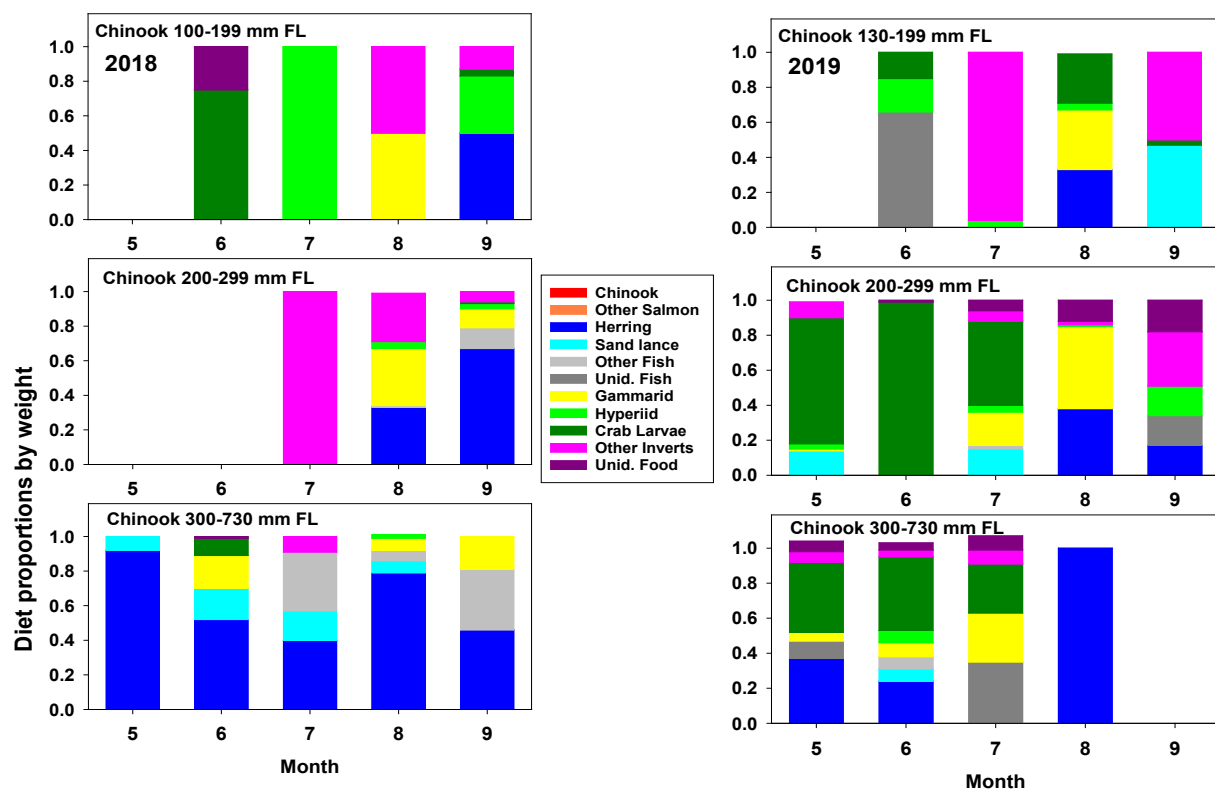 Chinook 100-199 mm FL
2018
1.0
0.8
0.6
0.4
0.2
0.0
5 6 7 8 9
Chinook 130-199 mm FL
2019
1.0
0.8
0.6
0.4
0.2
0.0
5 6 7 8 9
Chinook 200-299 mm FL
1.0
0.8
0.6
0.4
0.2
0.0
5 6 7 8 9
Chinook
Other Salmon
Herring
Sand lance
Other Fish
Unid. Fish
Gammarid
Hyperiid
Crab Larvae
Other Inverts
Unid. Food
Chinook 200-299 mm FL
1.0
0.8
0.6
0.4
0.2
0.0
5 6 7 8 9
Diet proportions by weight
Chinook 300-730 mm FL
1.0
0.8
0.6
0.4
0.2
0.0
5 6 7 8 9
Month
Chinook 300-730 mm FL
1.0
0.8
0.6
0.4
0.2
0.0
5 6 7 8 9
Month